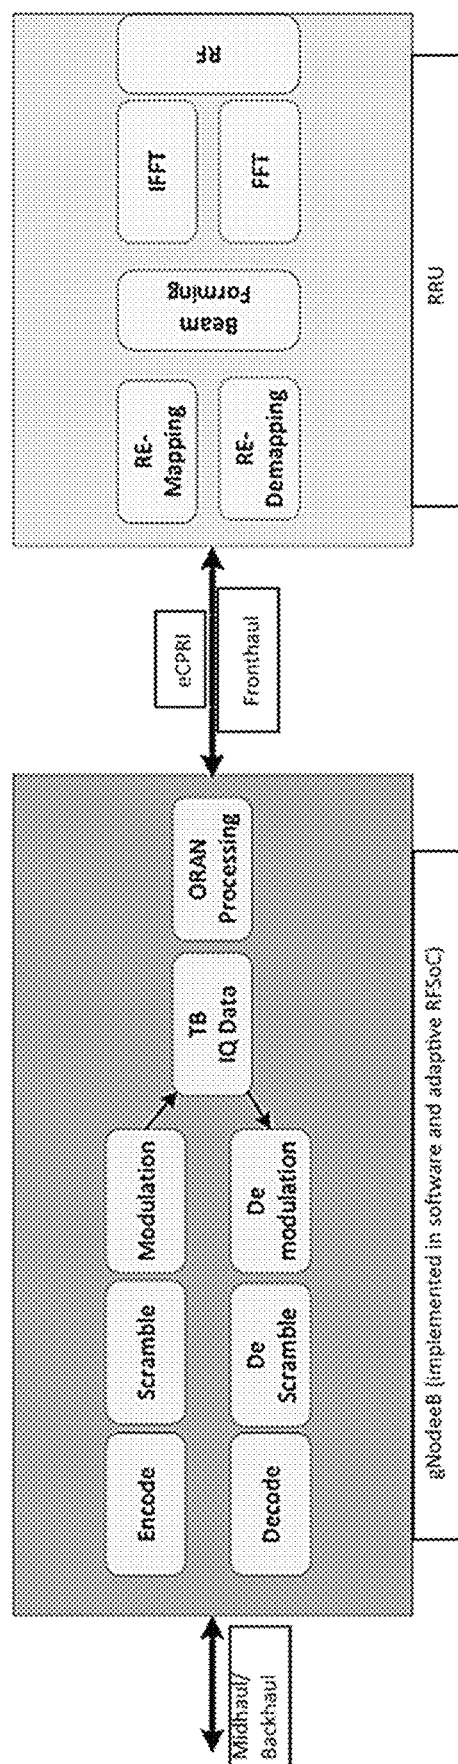 Midhaul/
Backhaul
Encode
Scramble
Modulation
Decode
De
Scramble
De
modulation
TB
IQ Data
ORAN
Processing
gNodeeB (implemented in software and adaptive RFSoC)
eCPRI
Fronthaul
RE-
Mapping
RE-
Demapping
Beam
Forming
IFFT
FFT
RF
RRU